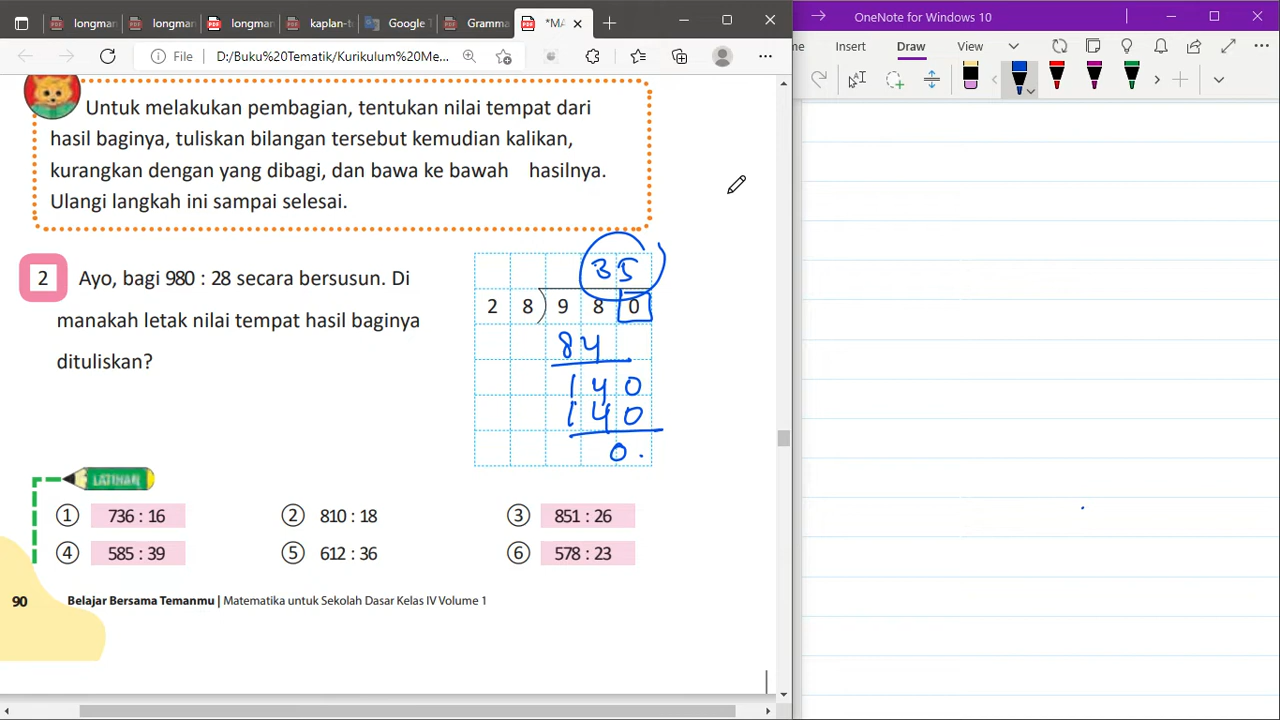 longman
longman
longman
kaplan-t
Google T
Gramma
*MA
File
D:/Buku%20Tematik/Kurikulum%20Me...
Untuk melakukan pembagian, tentukan nilai tempat dari
hasil baginya, tuliskan bilangan tersebut kemudian kalikan,
kurangkan dengan yang dibagi, dan bawa ke bawah hasilnya.
Ulangi langkah ini sampai selesai.
2 Ayo, bagi 980 : 28 secara bersusun. Di
manakah letak nilai tempat hasil baginya
dituliskan?
35
2 8 9 8 0
84
140
140
0.
LATIHAN
1 736 : 16 2 810 : 18 3 851 : 26
4 585 : 39 5 612 : 36 6 578 : 23
90 Belajar Bersama Temanmu | Matematika untuk Sekolah Dasar Kelas IV Volume 1
OneNote for Windows 10
me Insert Draw View